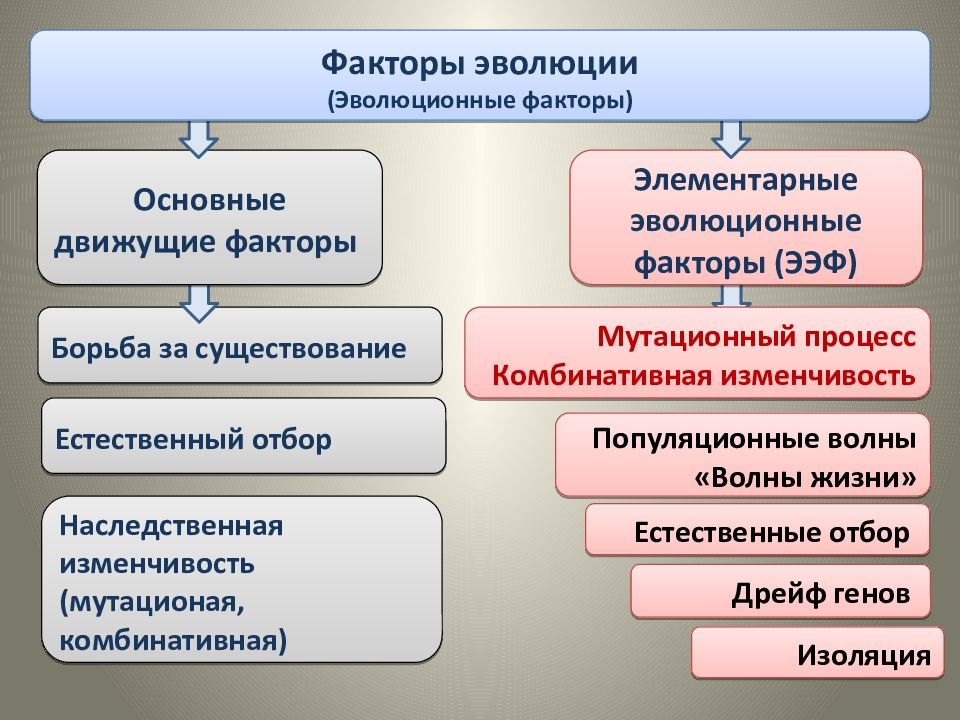 Факторы эволюции
(Эволюционные факторы)
Основные
движущие факторы
Борьба за существование
Естественный отбор
Наследственная
изменчивость
(мутационая,
комбинативная)
Элементарные
эволюционные
факторы (ЭЭФ)
Мутационный процесс
Комбинативная изменчивость
Популяционные волны
«Волны жизни»
Естественные отбор
Дрейф генов
Изоляция